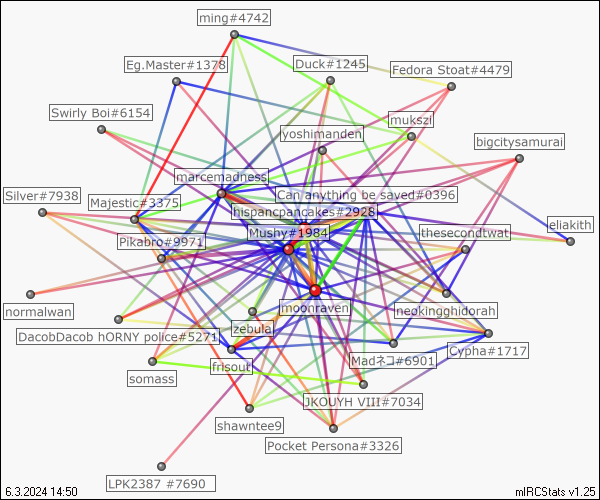 ming#4742
Eg.Master#1378
Duck#1245
Fedora Stoat#4479
Swirly Boi#6154
mukszi
yoshimanden
bigcitysamurai
marcemadness
Silver#7938
Majestic#3375
Can anything be saved#0396
hispancpancakes#2928
eliakith
Pikabro#9971
Mushy#1984
thesecondtwat
normalwan
moonraven
neokingghidorah
DacobDacob hORNY police#5271
zebula
Cypha#1717
somass
frisout
Madネコ#6901
JKOUYH VIII#7034
shawntee9
Pocket Persona#3326
LPK2387 #7690
6.3.2024 14:50
mIRCStats v1.25